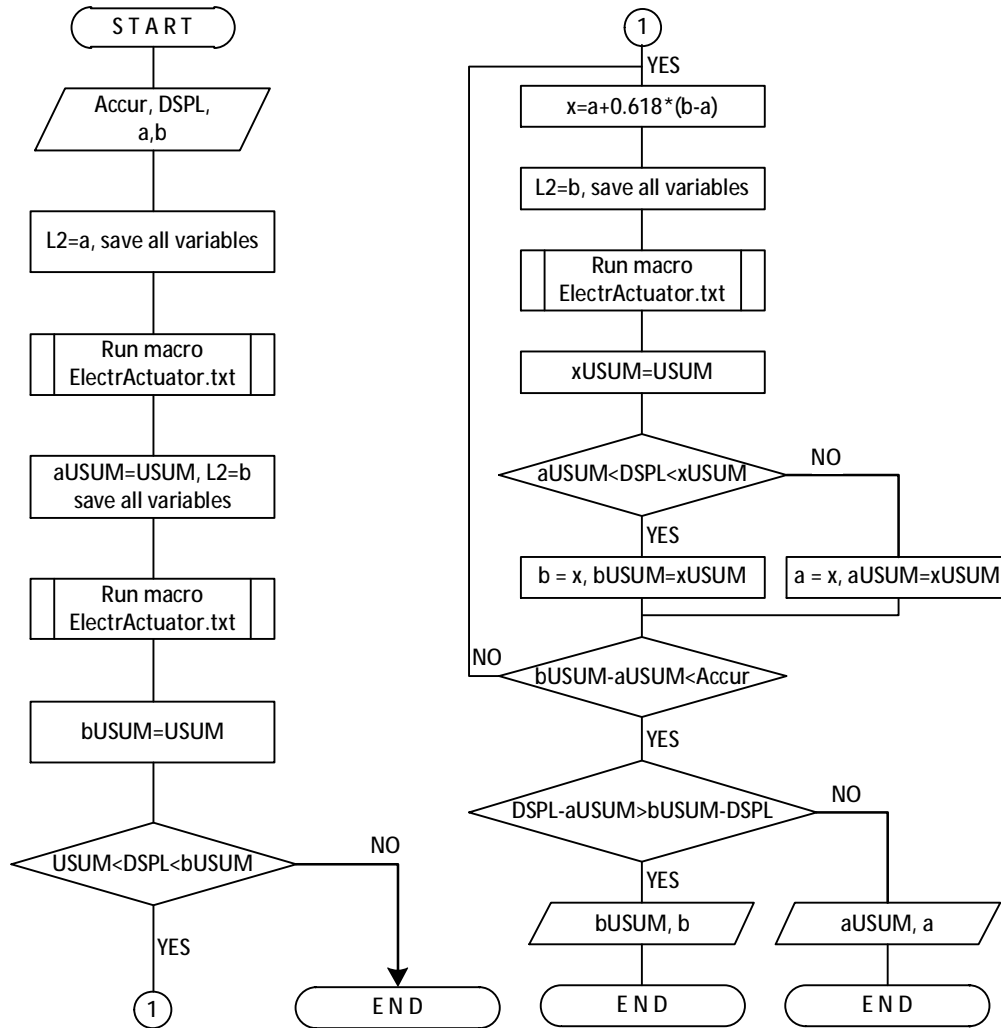 START
Accur, DSPL,
a,b
L2=a, save all variables
Run macro
ElectrActuator.txt
aUSUM=USUM, L2=b
save all variables
Run macro
ElectrActuator.txt
bUSUM=USUM
USUM<DSPL<bUSUM
NO
YES
1
END
1
YES
x=a+0.618*(b-a)
L2=b, save all variables
Run macro
ElectrActuator.txt
xUSUM=USUM
aUSUM<DSPL<xUSUM
NO
YES
b = x, bUSUM=xUSUM
a = x, aUSUM=xUSUM
NO
bUSUM-aUSUM<Accur
YES
DSPL-aUSUM>bUSUM-DSPL
NO
YES
bUSUM, b
aUSUM, a
END
END